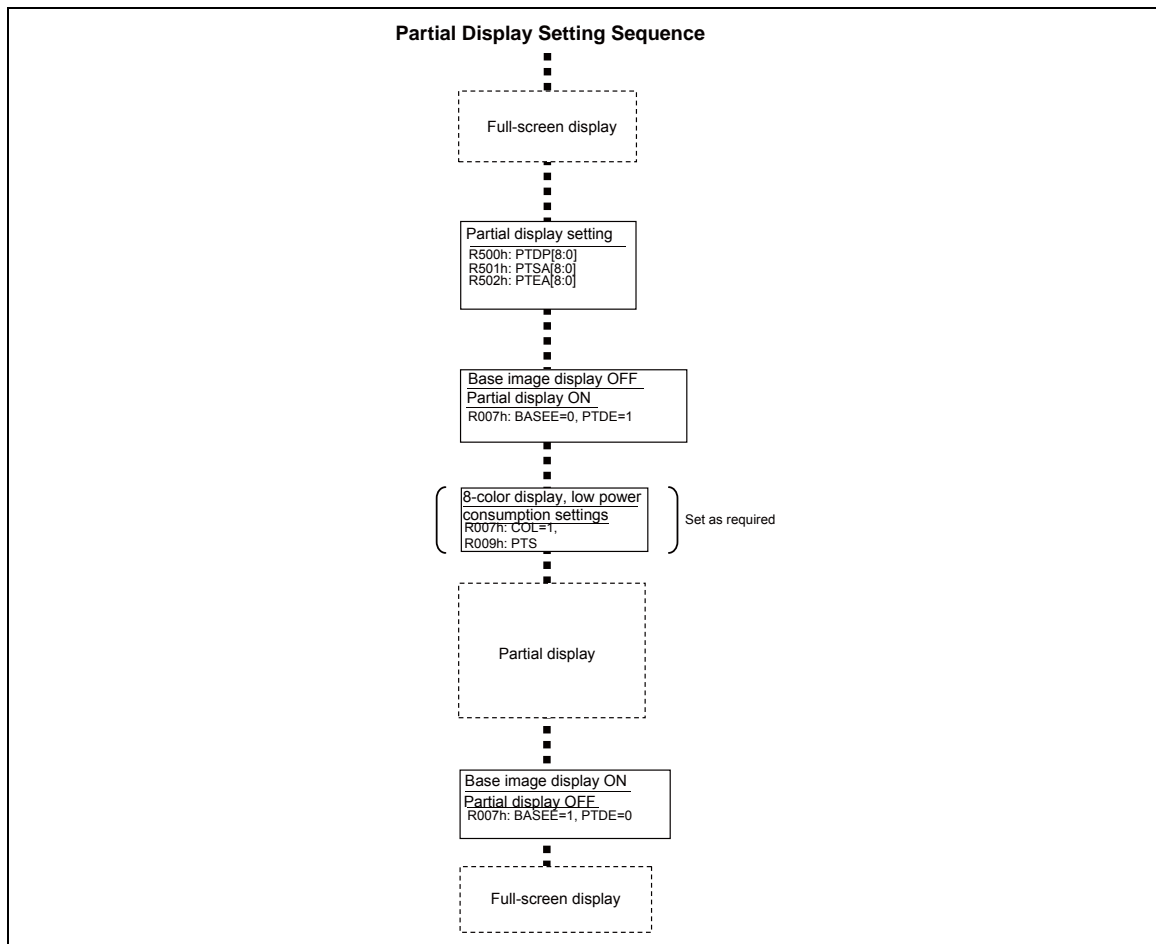 Partial Display Setting Sequence
Full-screen display
Partial display setting
R500h: PTDP[8:0]
R501h: PTSA[8:0]
R502h: PTEA[8:0]
Base image display OFF
Partial display ON
R007h: BASEE=0, PTDE=1
8-color display, low power
consumption settings
R007h: COL=1,
R009h: PTS
Set as required
Partial display
Base image display ON
Partial display OFF
R007h: BASEE=1, PTDE=0
Full-screen display